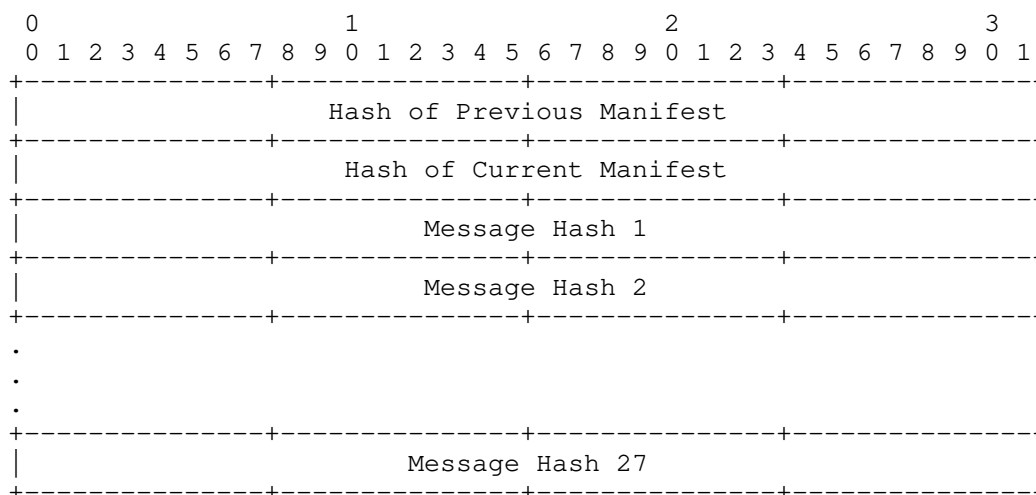 0                   1                   2                   3
0 1 2 3 4 5 6 7 8 9 0 1 2 3 4 5 6 7 8 9 0 1 2 3 4 5 6 7 8 9 0 1
+---------------+---------------+---------------+---------------
|                   Hash of Previous Manifest
+---------------+---------------+---------------+---------------
|                    Hash of Current Manifest
+---------------+---------------+---------------+---------------
|                         Message Hash 1
+---------------+---------------+---------------+---------------
|                         Message Hash 2
+---------------+---------------+---------------+---------------
.
.
.
+---------------+---------------+---------------+---------------
|                        Message Hash 27
+---------------+---------------+---------------+---------------